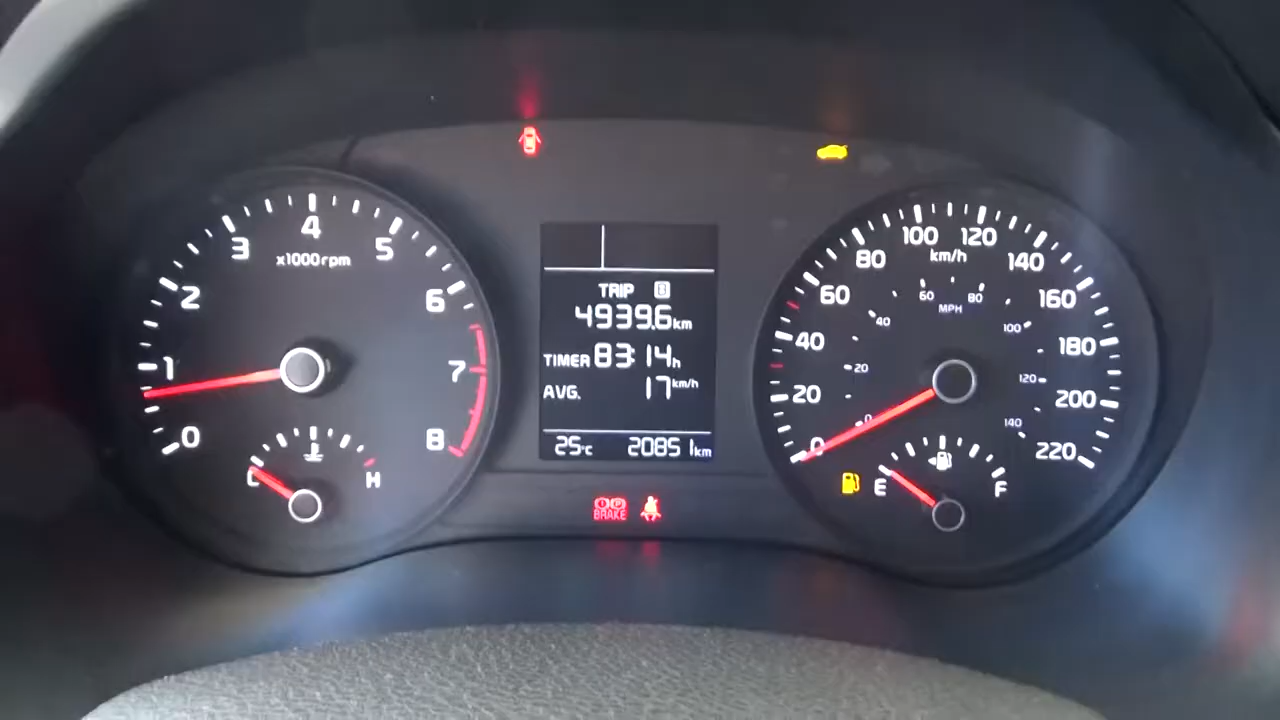 TRIP B
4939.6km
TIMER 83:14h
AVG. 17km/h
25°C 20851km
0 1 2 3 4 5 6 7 8
x1000rpm
C H
BRAKE
0 20 40 60 80 100 120 140 160 180 200 220
km/h
0 20 40 60 80 100 120 140
MPH
E F